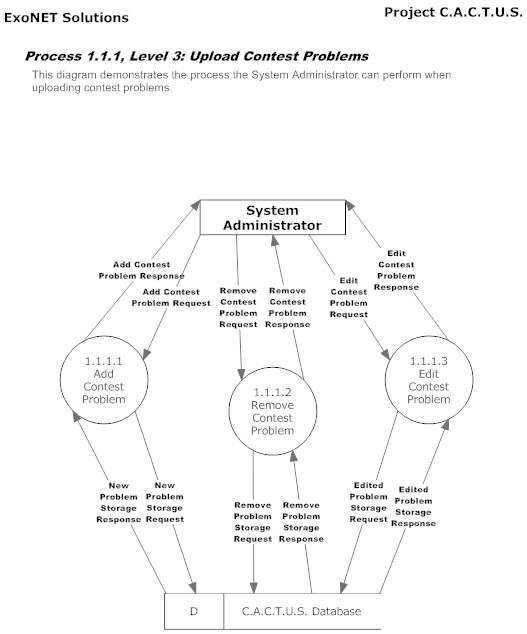 ExoNET Solutions
Project C.A.C.T.U.S.
Process 1.1.1, Level 3: Upload Contest Problems
This diagram demonstrates the process the System Administrator can perform when
uploading contest problems.
System
Administrator
Add Contest
Problem Response
Add Contest
Problem Request
Remove
Contest
Problem
Request
Remove
Contest
Problem
Response
Edit
Contest
Problem
Request
Edit
Contest
Problem
Response
1.1.1.1
Add
Contest
Problem
1.1.1.2
Remove
Contest
Problem
1.1.1.3
Edit
Contest
Problem
New
Problem
Storage
Response
New
Problem
Storage
Request
Remove
Problem
Storage
Request
Remove
Problem
Storage
Response
Edited
Problem
Storage
Request
Edited
Problem
Storage
Response
D
C.A.C.T.U.S. Database